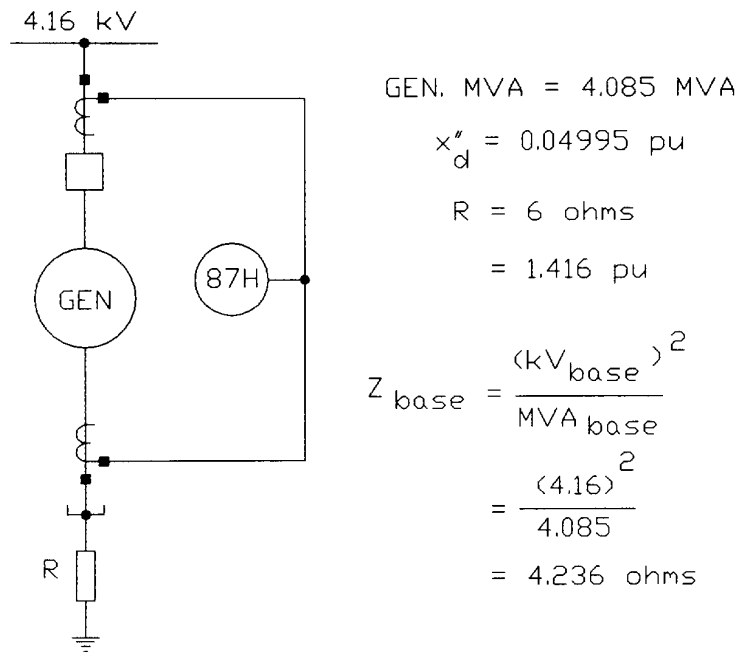 4.16 kV
GEN. MVA = 4.085 MVA
x"d = 0.04995 pu
R = 6 ohms
= 1.416 pu
87H
GEN
Z base = (kV base)² / MVA base
= (4.16)² / 4.085
= 4.236 ohms
R